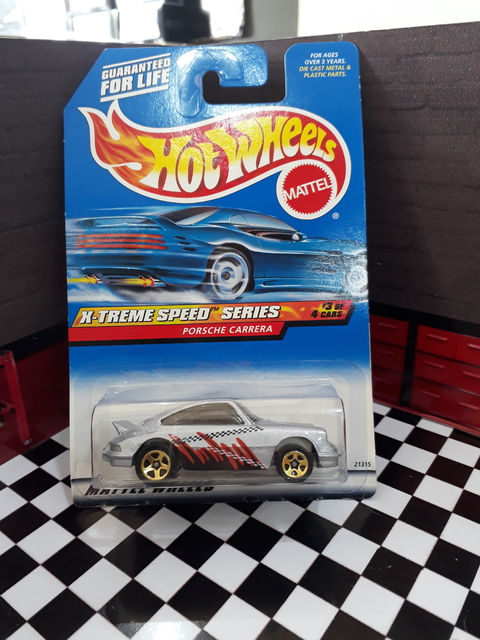 GUARANTEED
FOR LIFE
FOR AGES
OVER 3 YEARS.
DIE CAST METAL &
PLASTIC PARTS.
HOT WHEELS
MATTEL
®
X-TREME SPEED™ SERIES
#3 OF
4 CARS
PORSCHE CARRERA
21315
MATTEL WHEELS